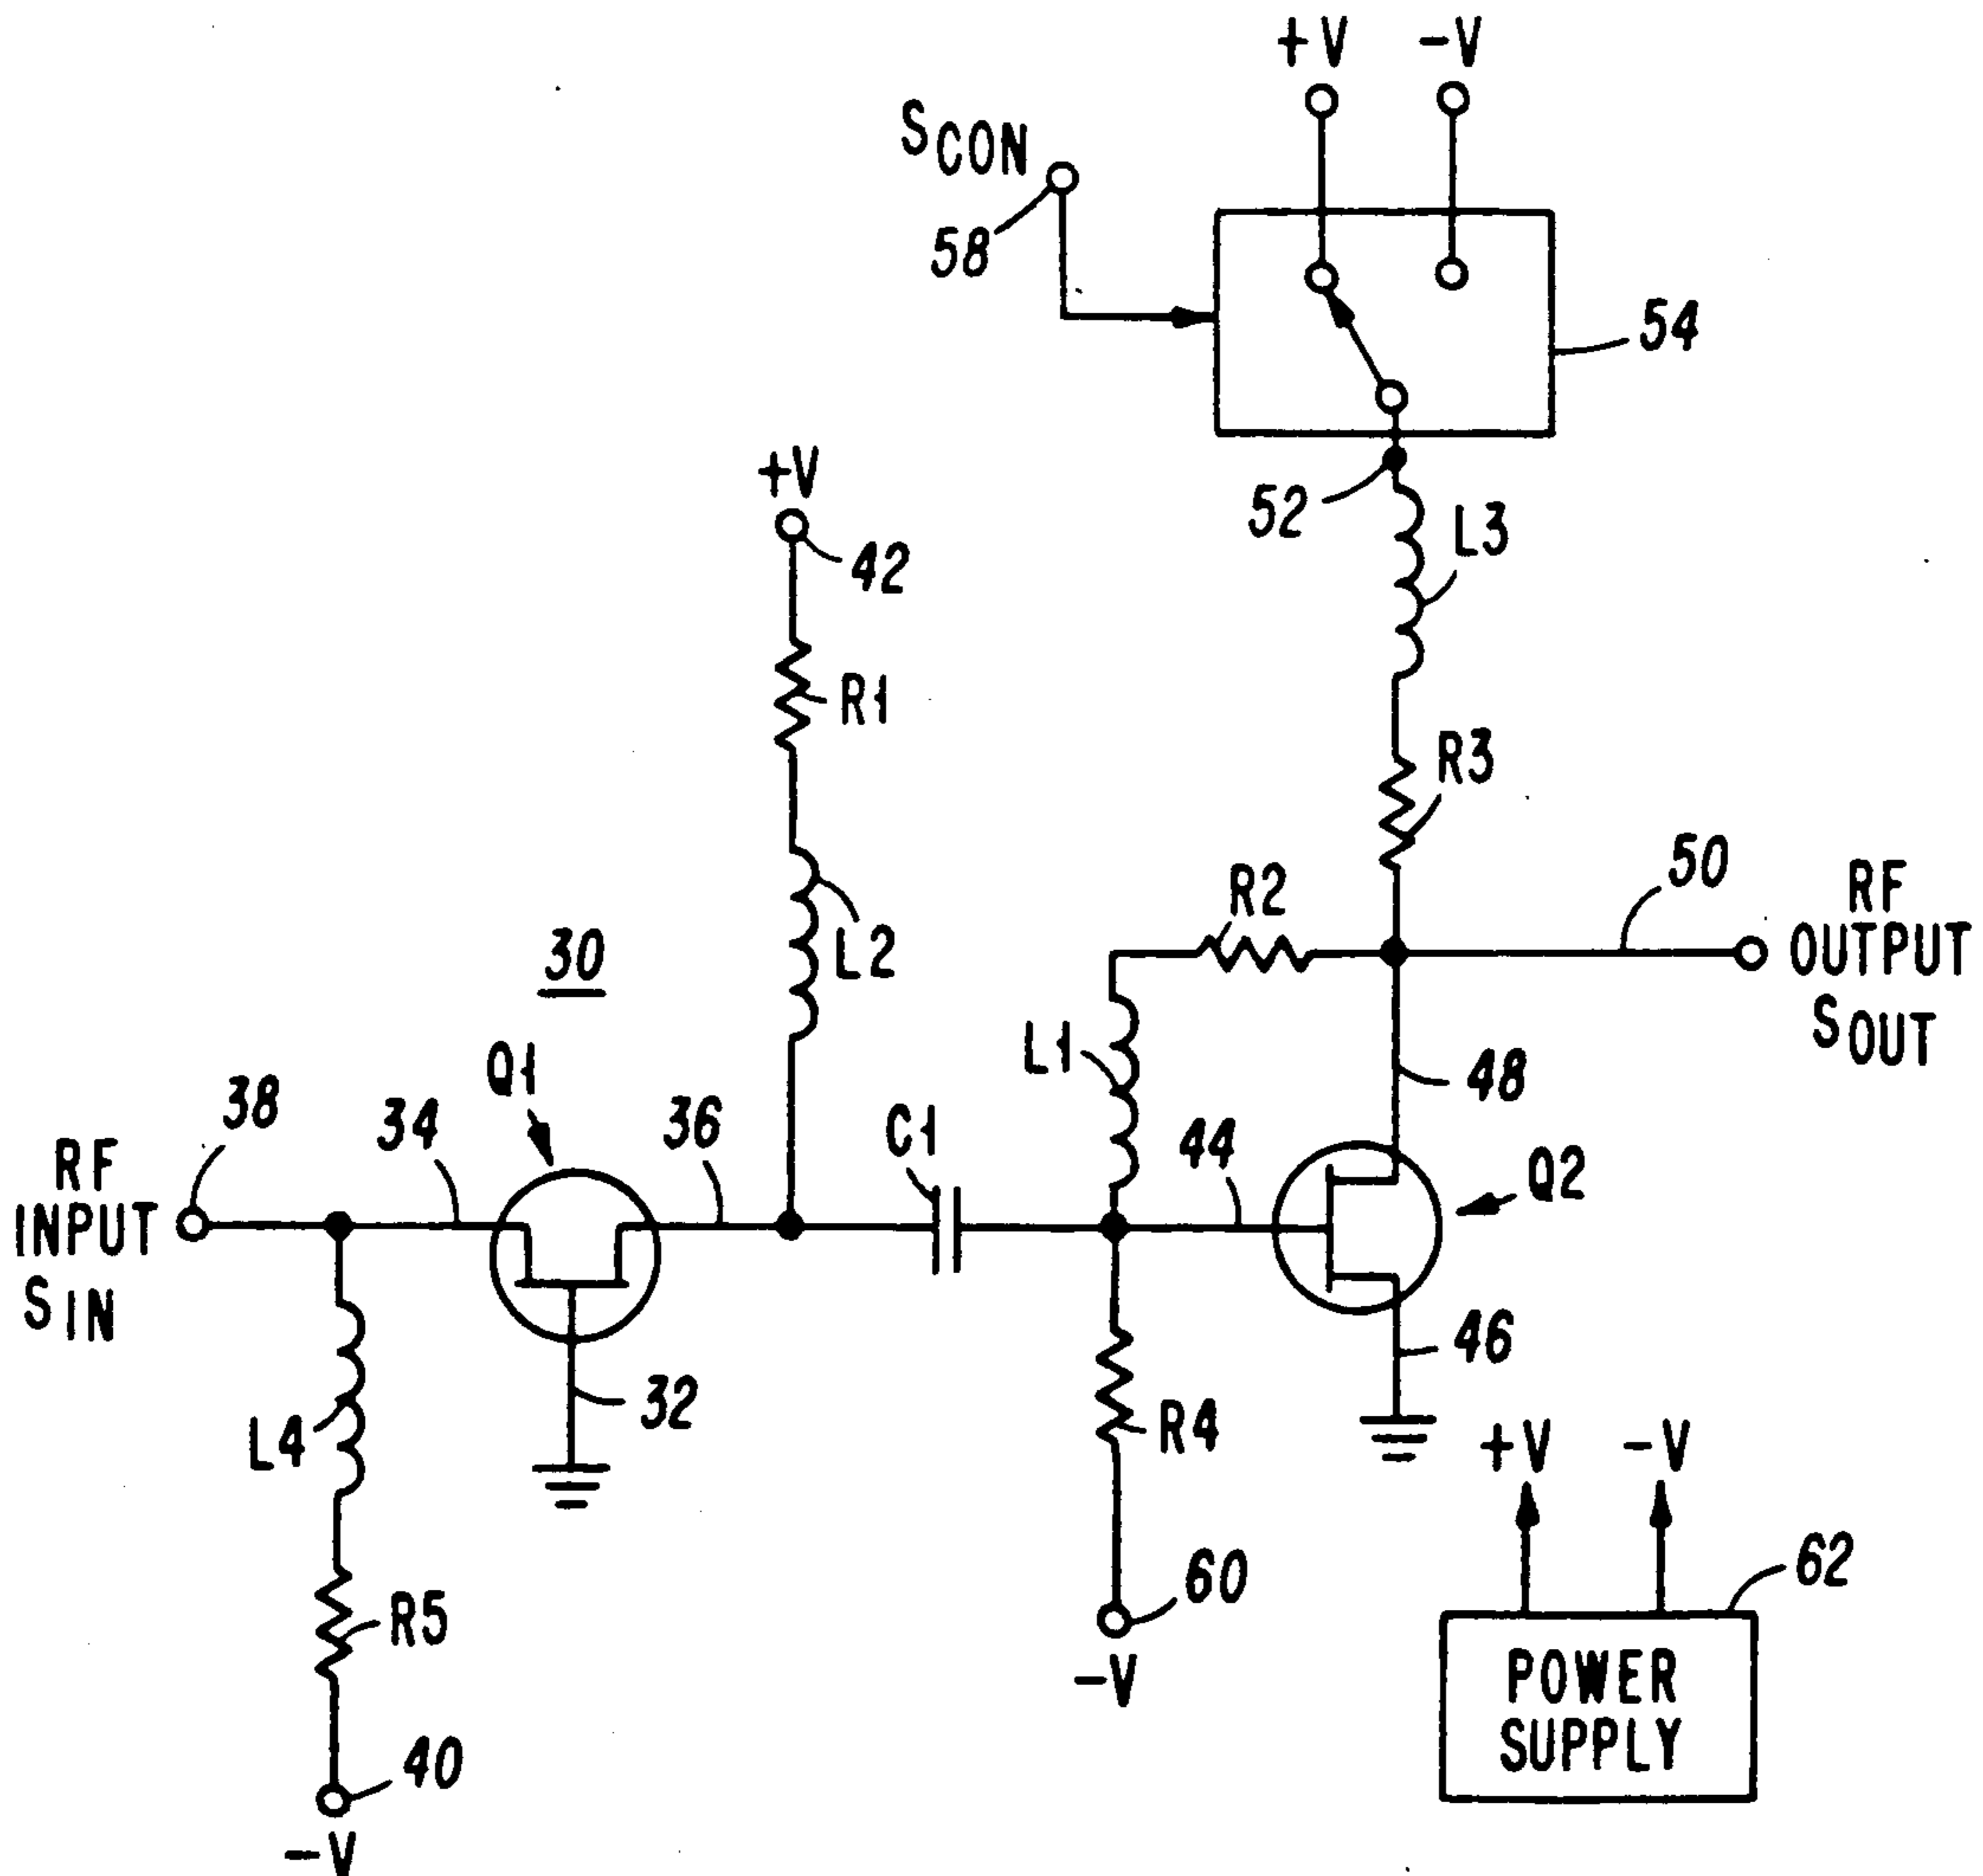 +V -V
SCON
58
54
52
L3
+V
42
R1
R3
L2
R2
50
RF
OUTPUT
SOUT
30
L1
48
Q1
38
34
36
C1
44
Q2
RF
INPUT
SIN
46
32
L4
R4
+V -V
R5
60
62
-V
POWER
SUPPLY
40
-V